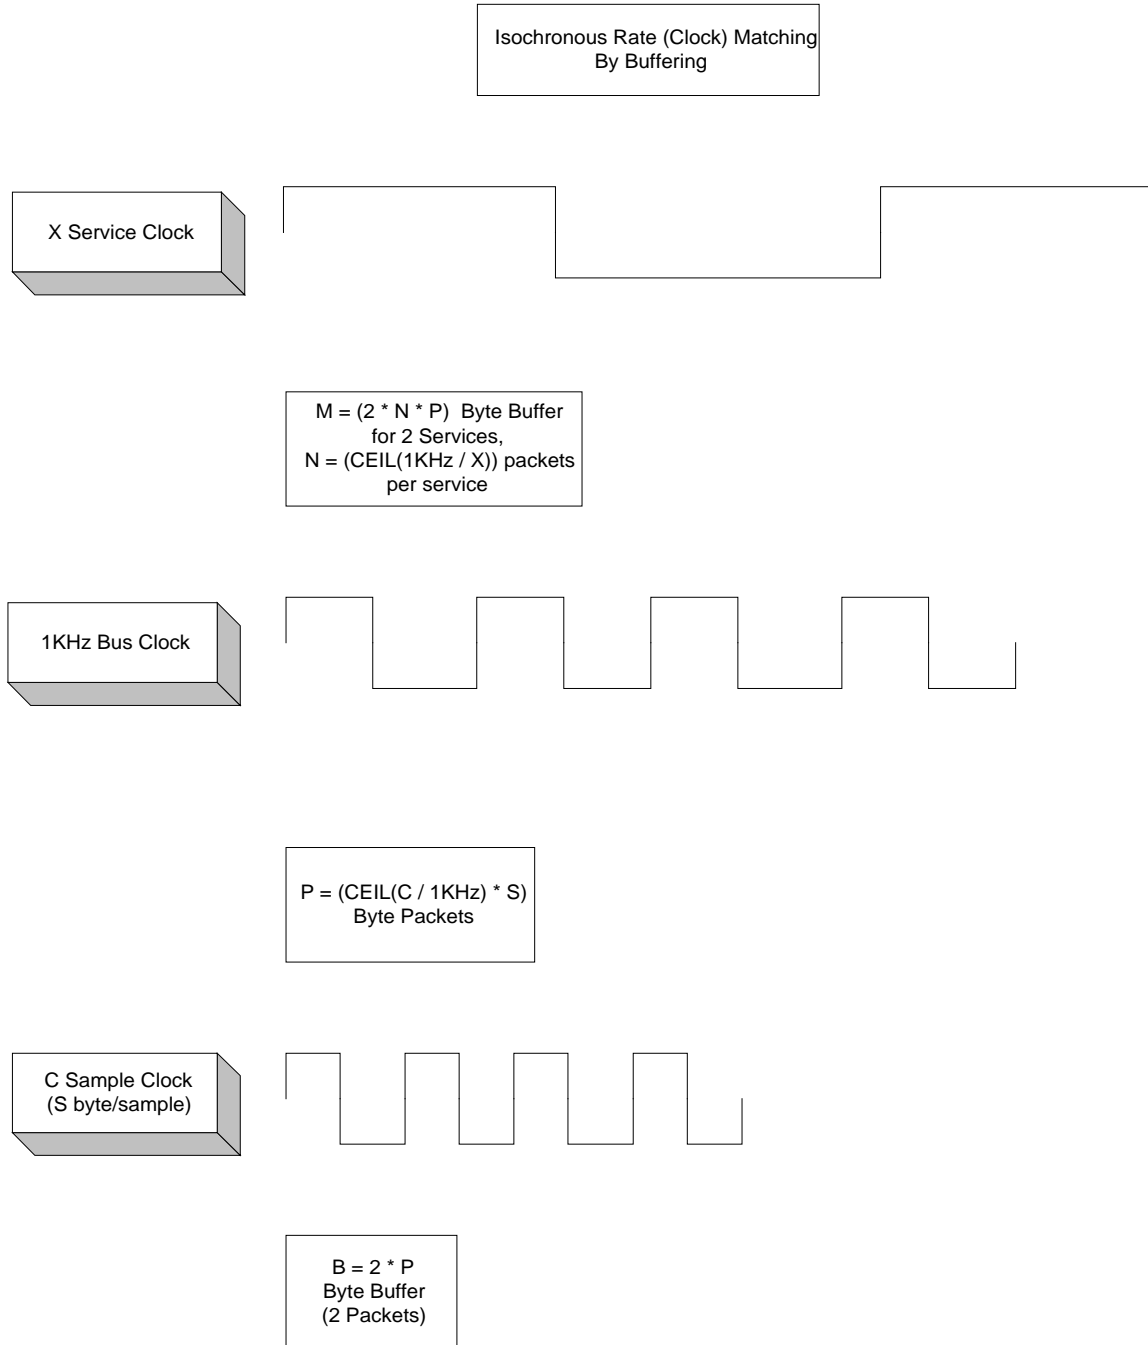 Isochronous Rate (Clock) Matching
By Buffering
X Service Clock
M = (2 * N * P)  Byte Buffer
for 2 Services,
N = (CEIL(1KHz / X)) packets
per service
1KHz Bus Clock
P = (CEIL(C / 1KHz) * S)
Byte Packets
C Sample Clock
(S byte/sample)
B = 2 * P
Byte Buffer
(2 Packets)